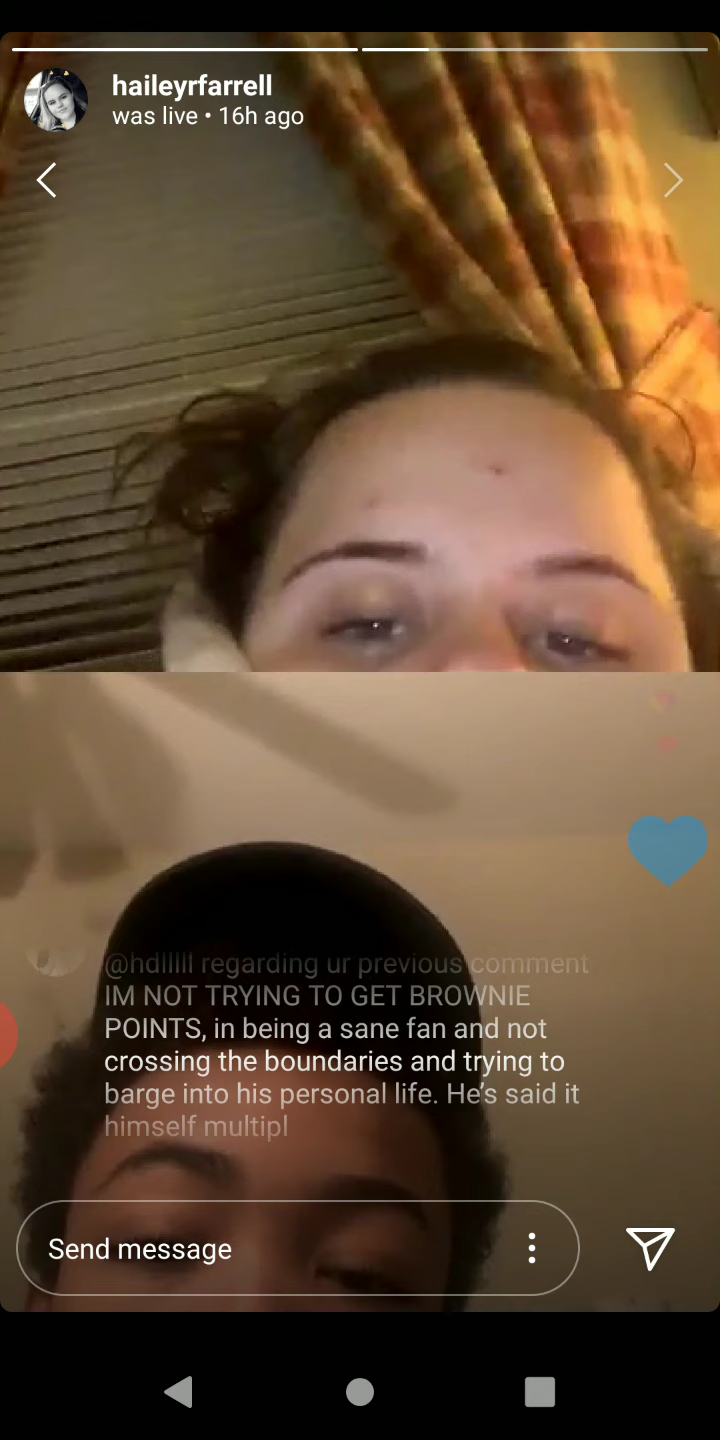 haileyrfarrell
was live • 16h ago
@hdlllll regarding ur previous comment
IM NOT TRYING TO GET BROWNIE
POINTS, in being a sane fan and not
crossing the boundaries and trying to
barge into his personal life. He's said it
himself multipl
Send message